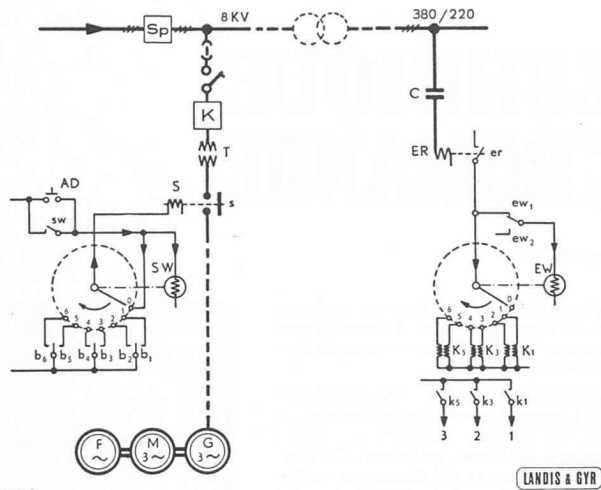 Sp
8 KV
380/220
C
K
T
ER
er
AD
S
s
sw
ew1
ew2
SW
EW
6 5 4 3 2 1 0
6 5 4 3 2 1 0
b6 b5 b4 b3 b2 b1
K5 K3 K1
k5 k3 k1
3 2 1
F
~
M
3~
G
3~
LANDIS & GYR